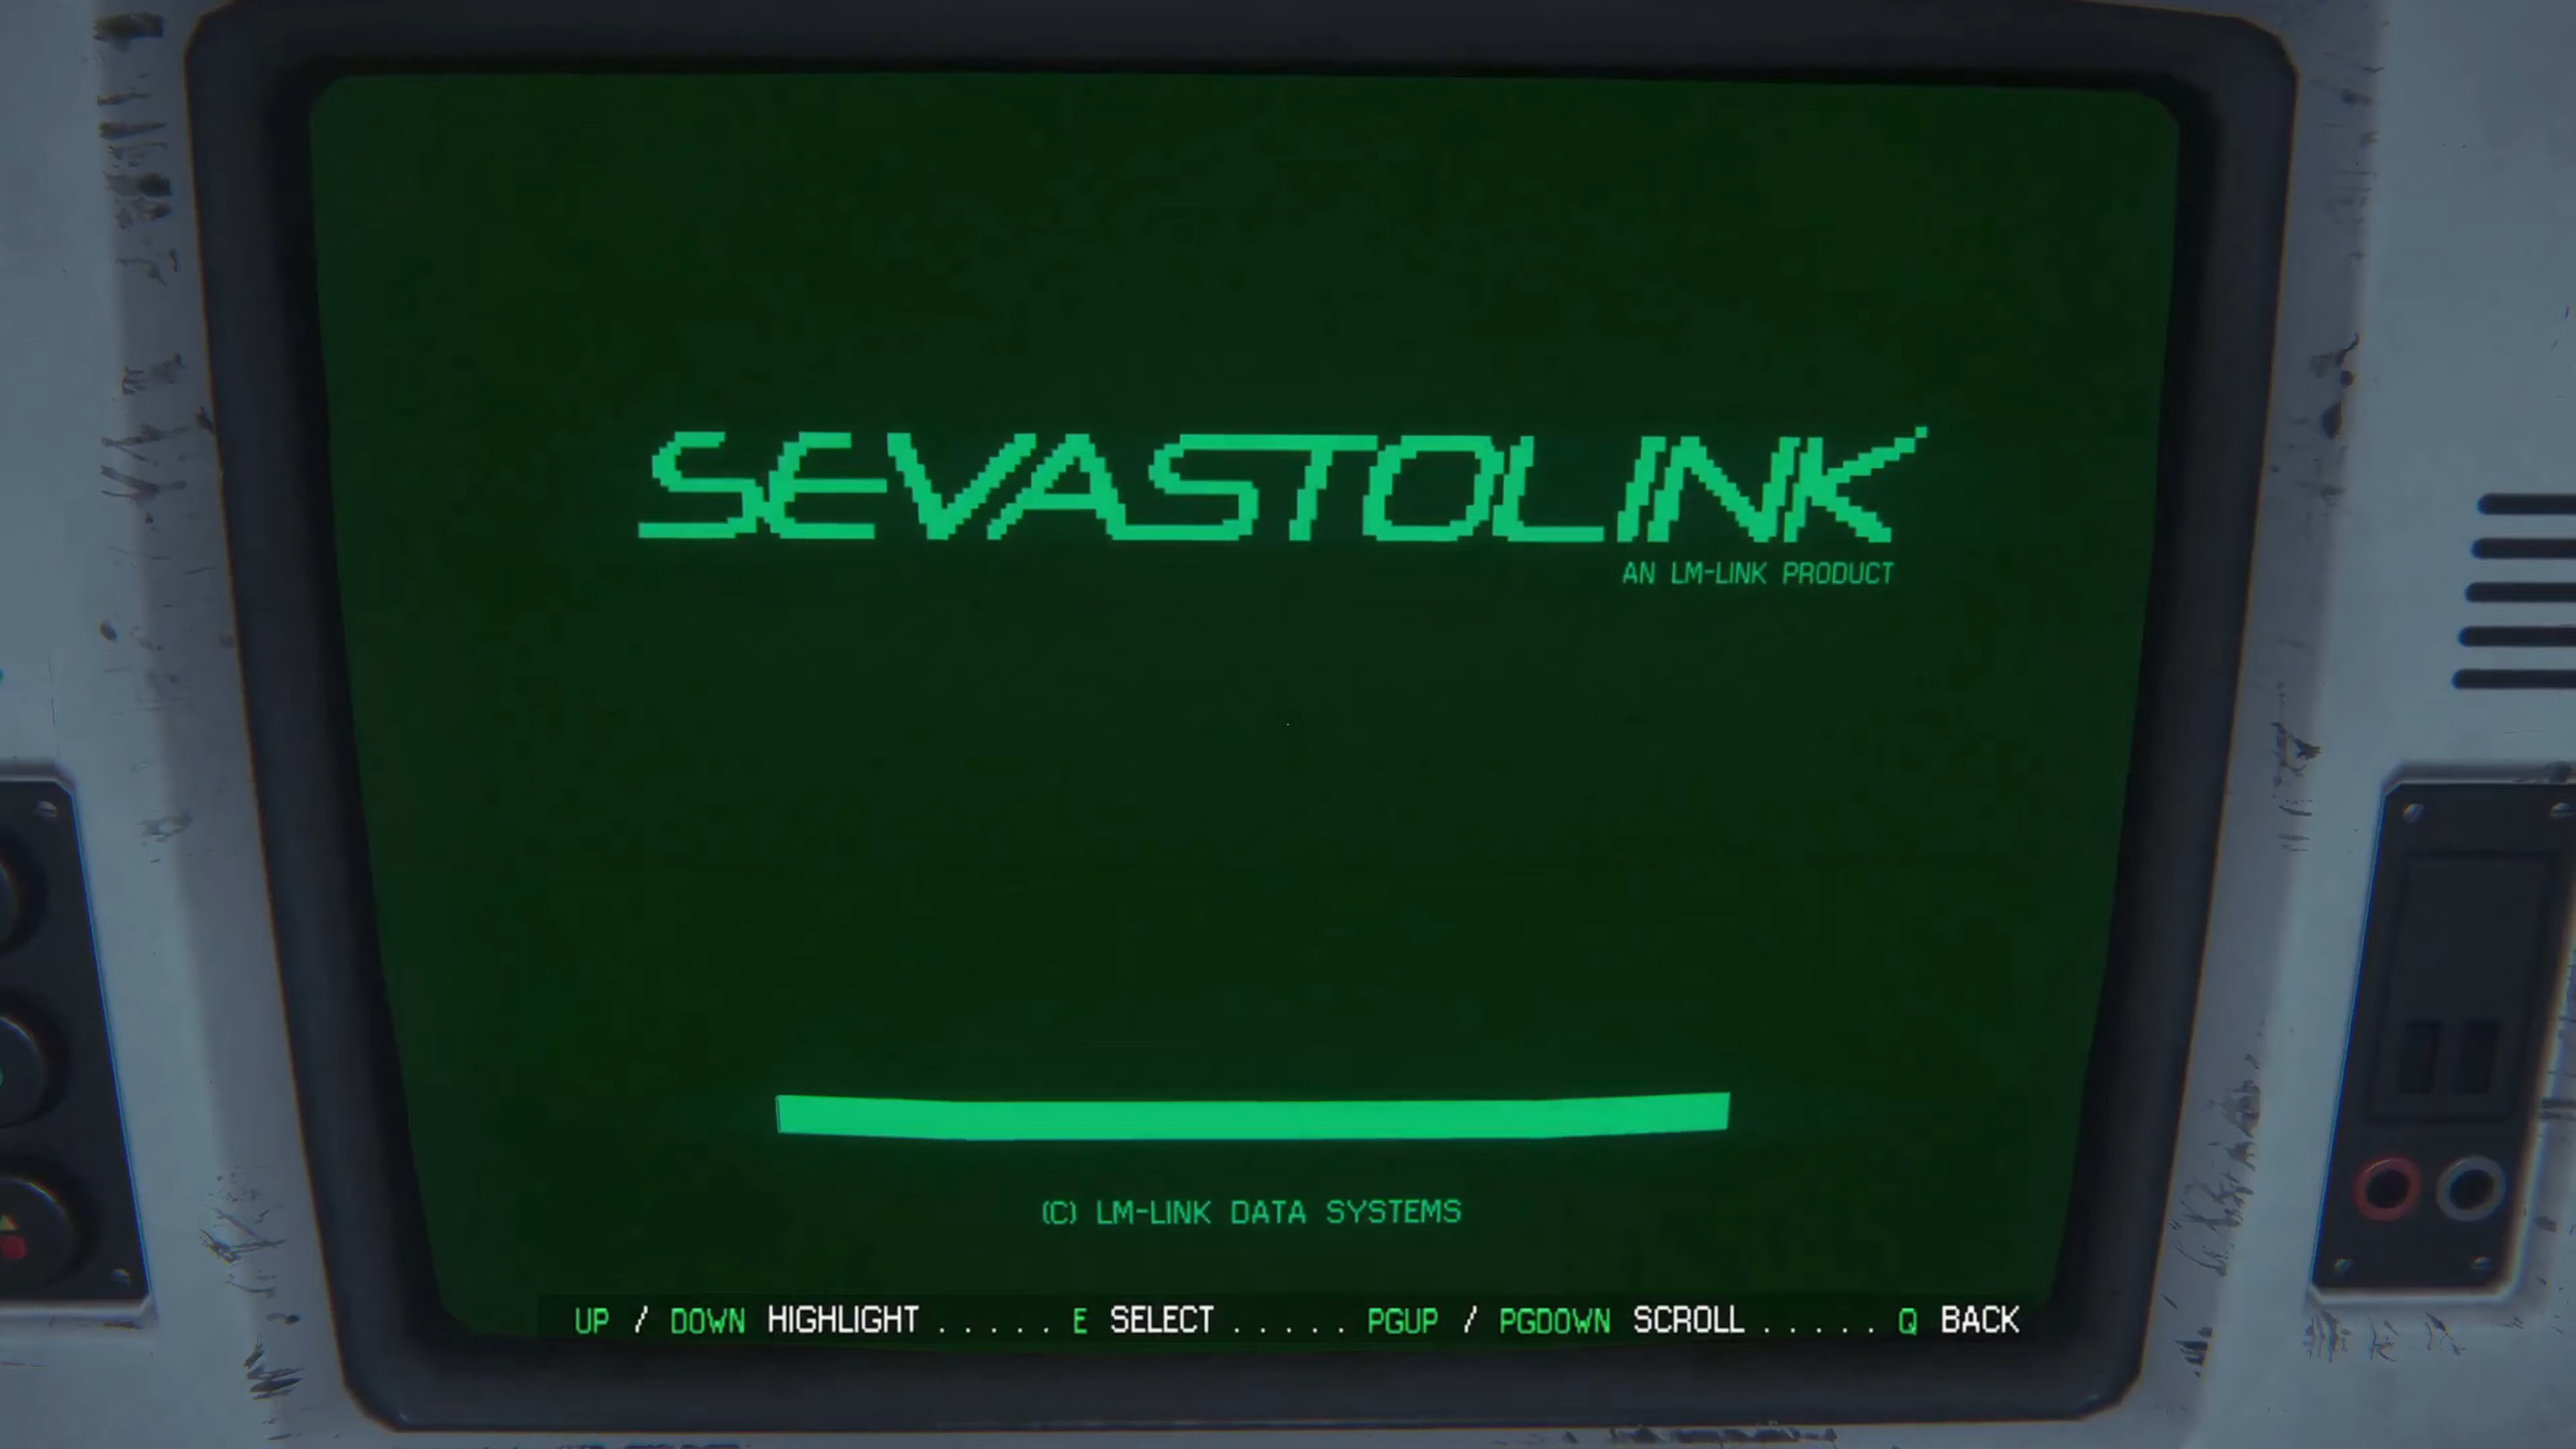 SEVASTOLINK
AN LM-LINK PRODUCT
(C) LM-LINK DATA SYSTEMS
UP / DOWN HIGHLIGHT ..... E SELECT ..... PGUP / PGDOWN SCROLL ..... Q BACK